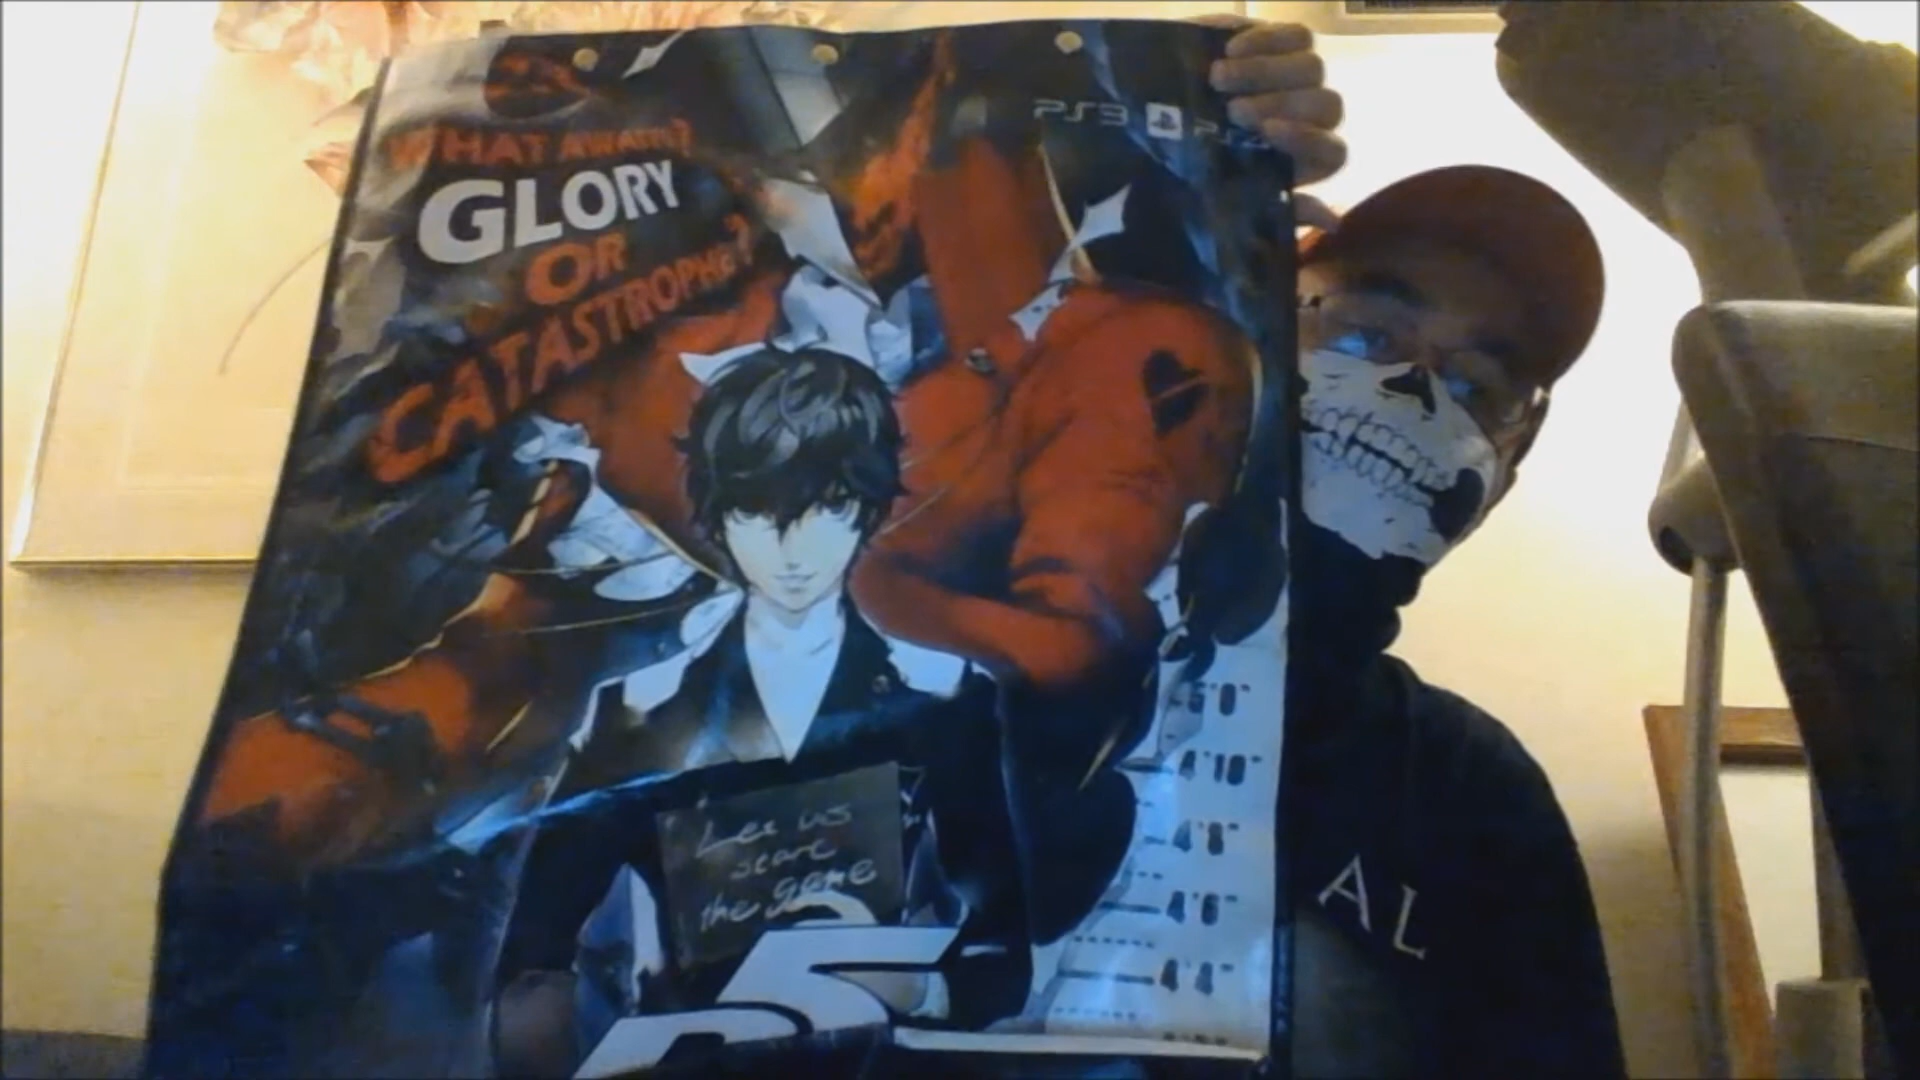 WHAT AWAITS?
GLORY
OR
CATASTROPHE?
PS3
Let us
start
the game
5'0"
4'10"
4'8"
4'6"
4'4"
P5
AL